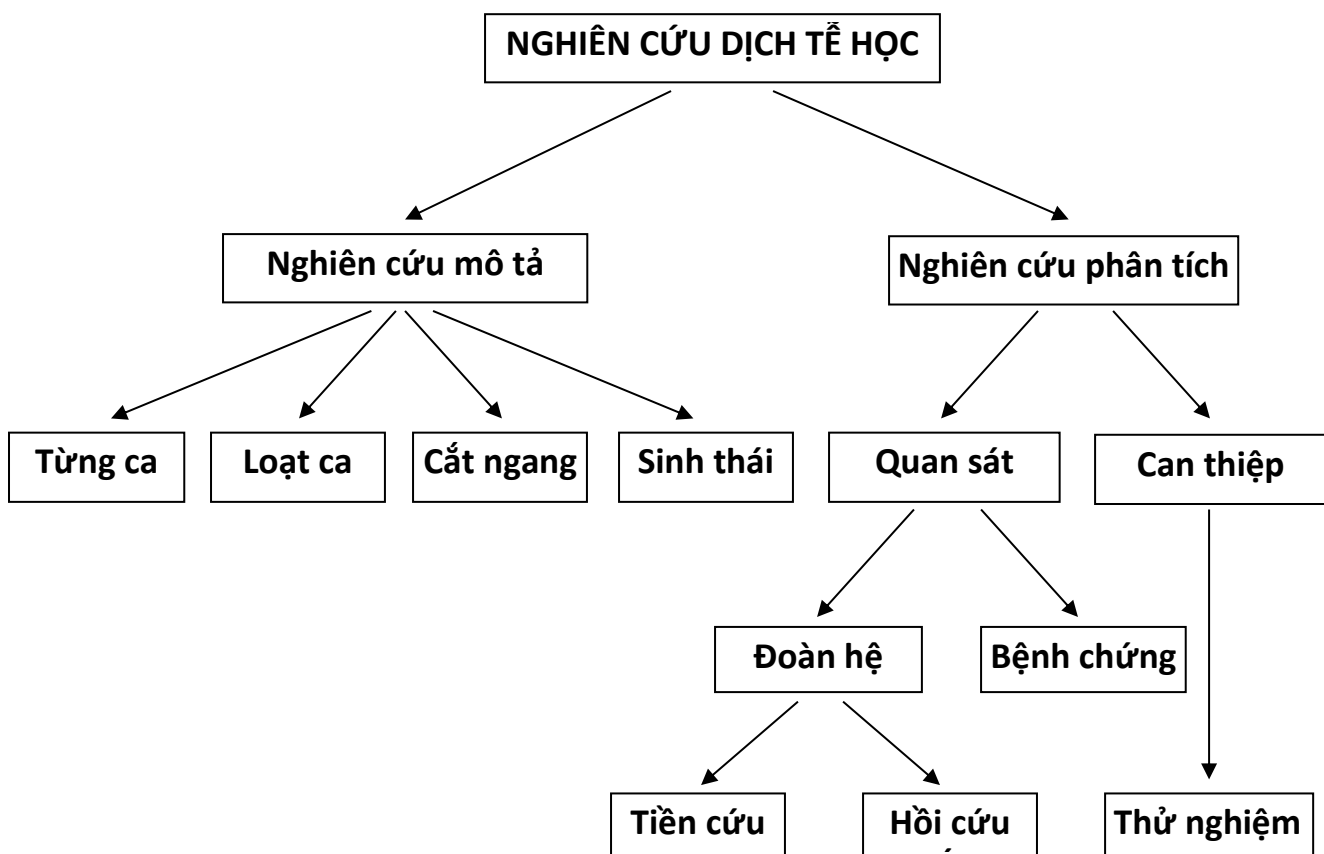 NGHIÊN CỨU DỊCH TỄ HỌC
Nghiên cứu mô tả
Nghiên cứu phân tích
Từng ca
Loạt ca
Cắt ngang
Sinh thái
Quan sát
Can thiệp
Đoàn hệ
Bệnh chứng
Tiền cứu
Hồi cứu
Thử nghiệm